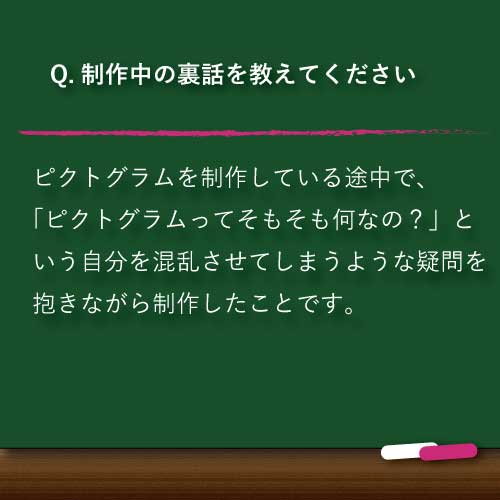 Q. 制作中の裏話を教えてください
ピクトグラムを制作している途中で、
「ピクトグラムってそもそも何なの？」と
いう自分を混乱させてしまうような疑問を
抱きながら制作したことです。